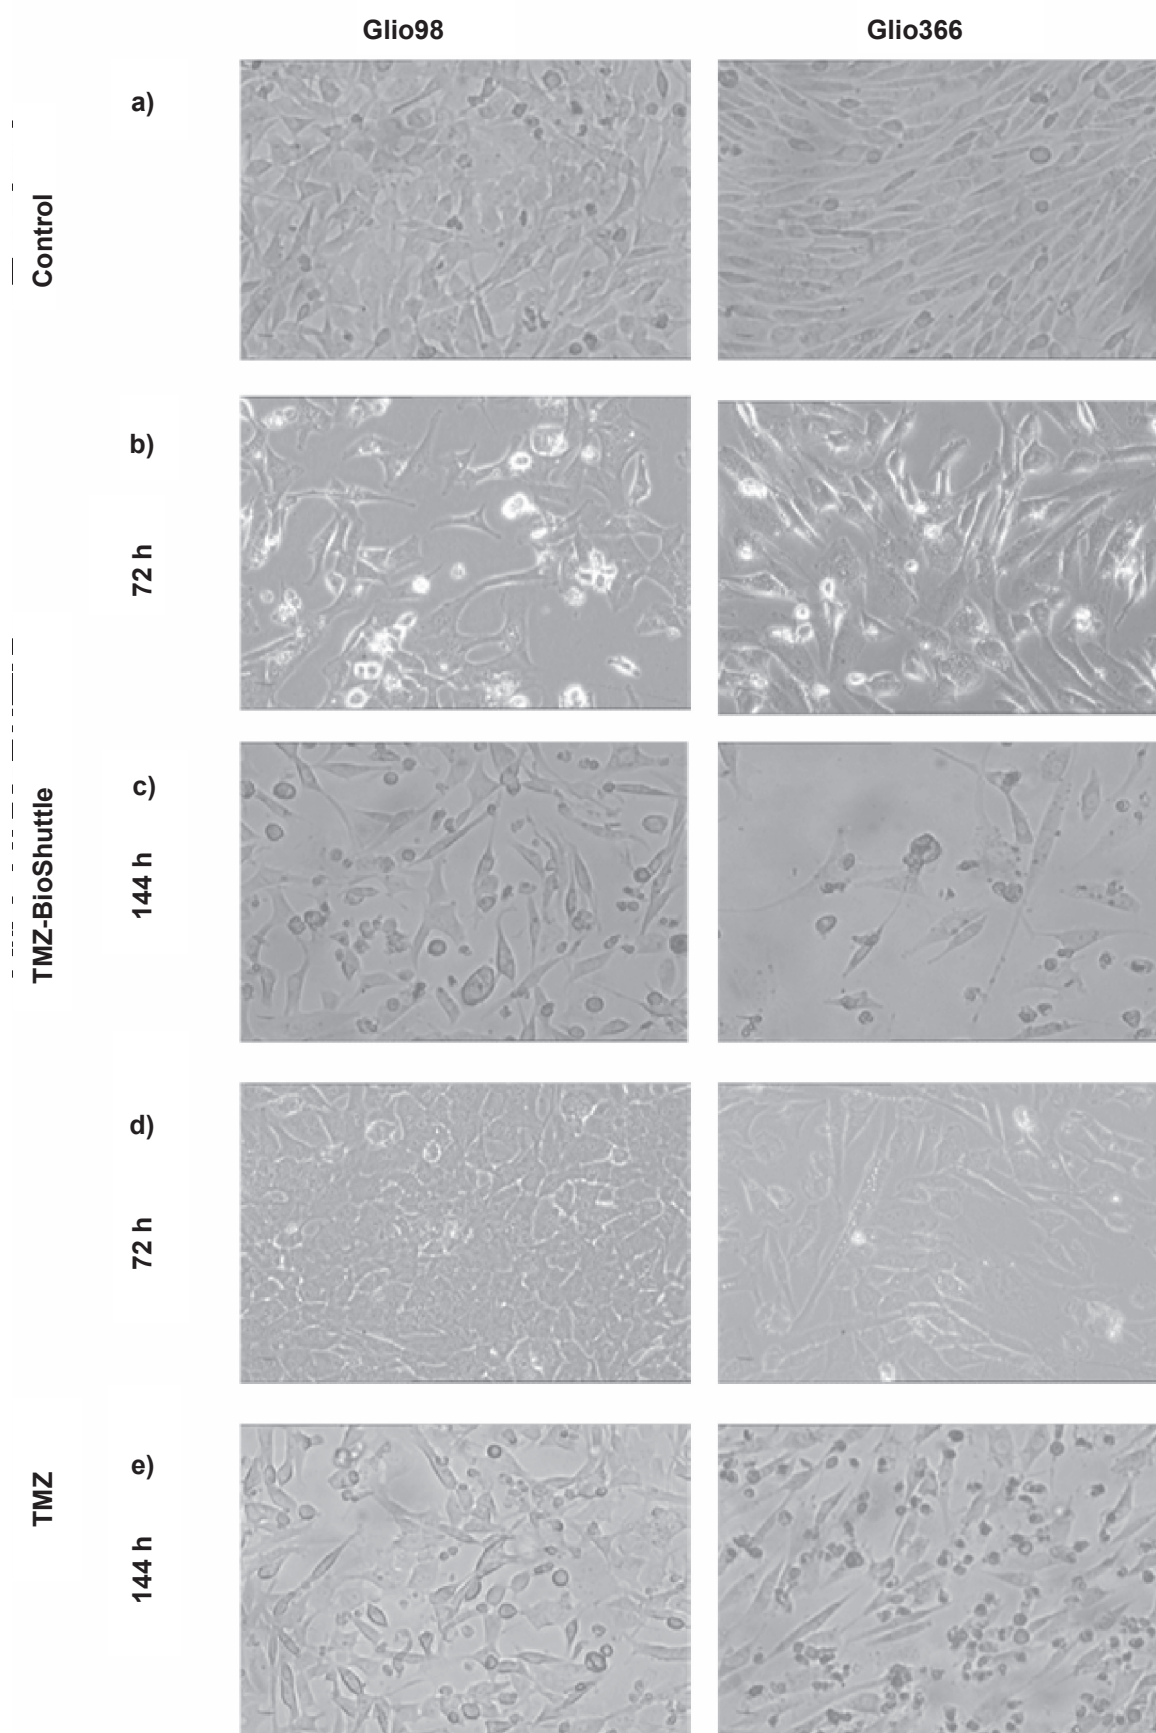 Glio98 Glio366
a)
Control
b)
72 h
c)
144 h
TMZ-BioShuttle
d)
72 h
e)
144 h
TMZ